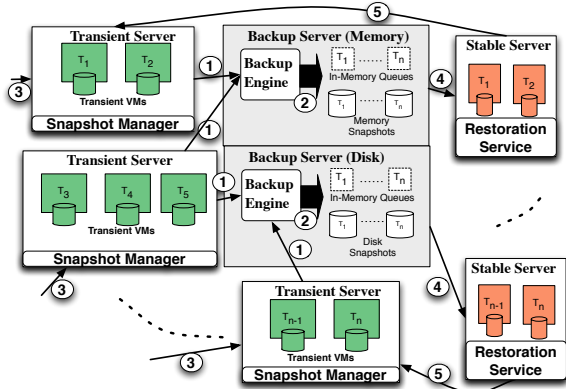 5
Transient Server
T1
T2
Transient VMs
Snapshot Manager
3
1
1
Backup Server (Memory)
Backup
Engine
2
T1 ...... Tn
In-Memory Queues
T1 ...... Tn
Memory
Snapshots
4
Stable Server
T1
T2
Restoration
Service
Transient Server
T3
T4
T5
Transient VMs
Snapshot Manager
3
1
Backup Server (Disk)
Backup
Engine
2
T1 ...... Tn
In-Memory Queues
T1 ...... Tn
Disk
Snapshots
1
4
Stable Server
Tn-1
Tn
Restoration
Service
Transient Server
Tn-1
Tn
Transient VMs
Snapshot Manager
3
5